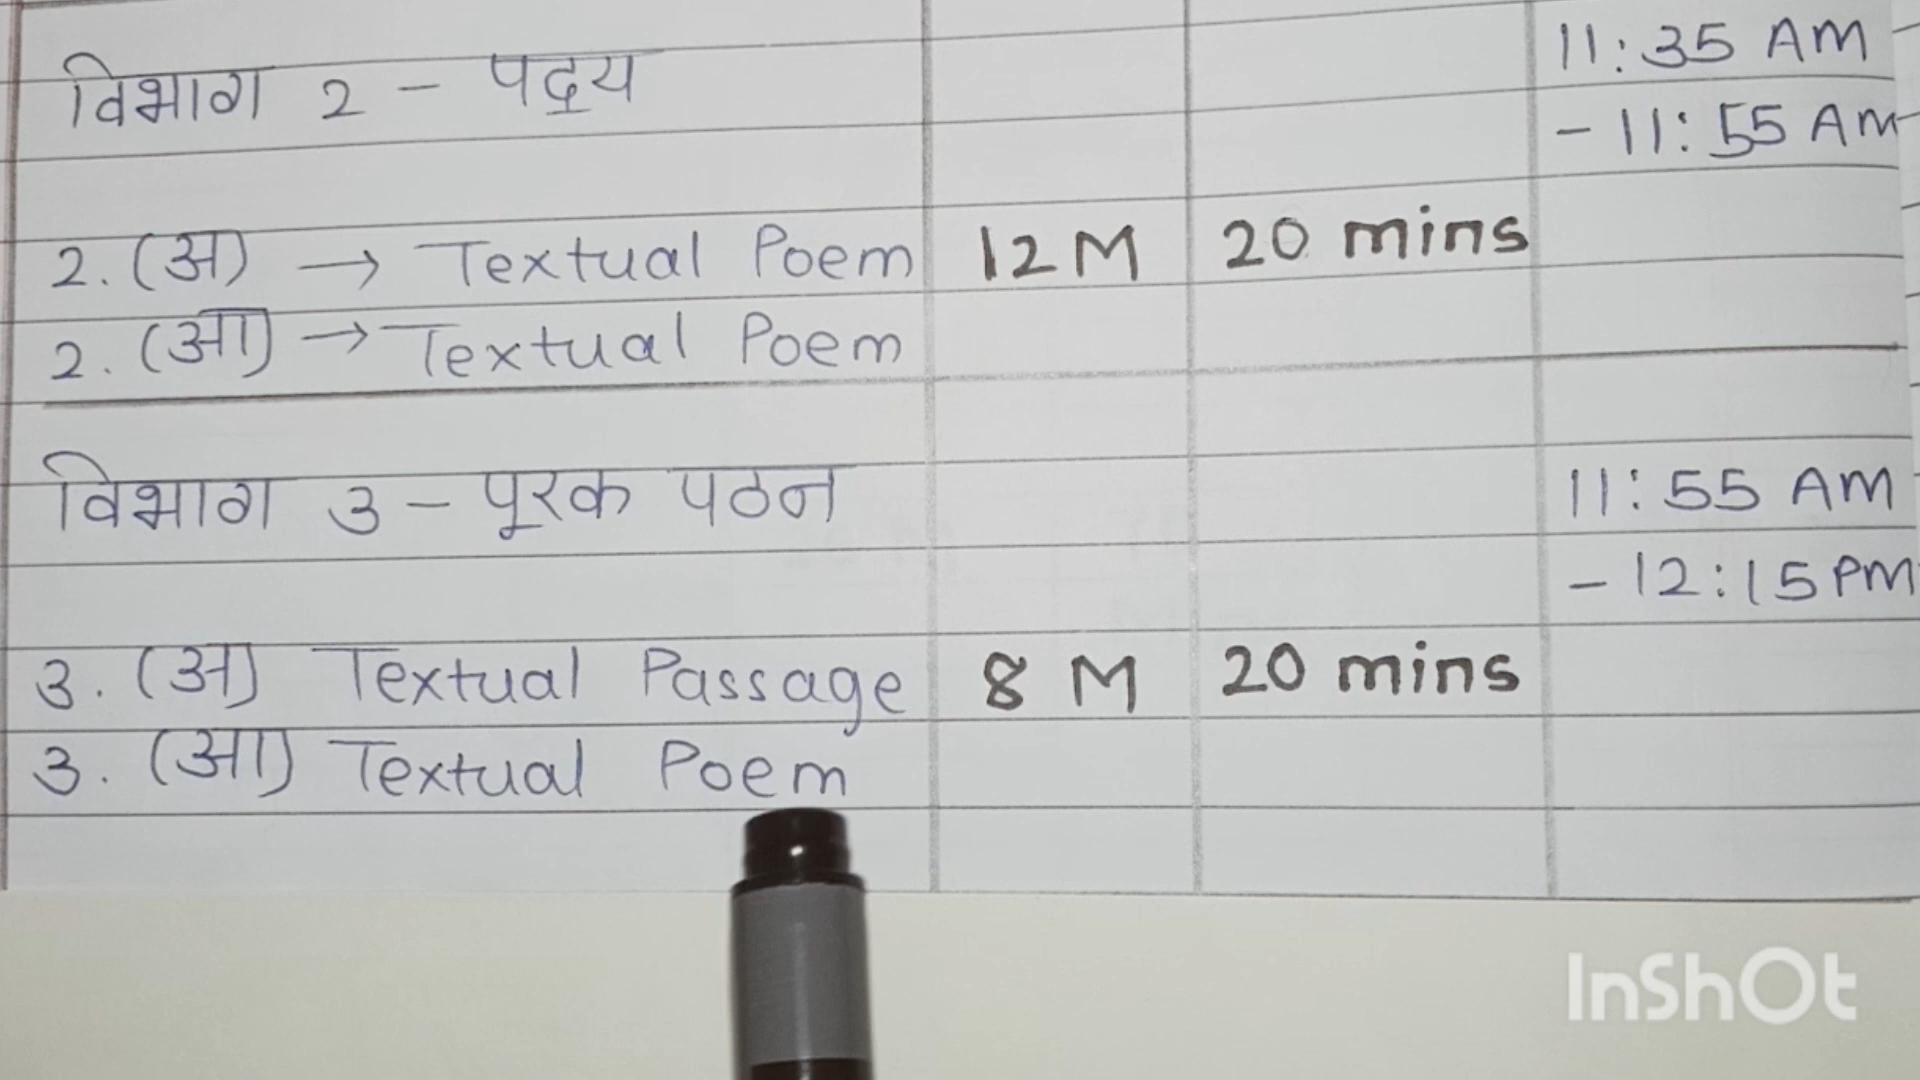 विभाग 2 - पद्य 11:35 AM
- 11:55 AM
2. (अ) → Textual Poem 12 M 20 mins
2. (आ) → Textual Poem
विभाग 3 - पूरक पठन 11:55 AM
- 12:15 PM
3. (अ) Textual Passage 8 M 20 mins
3. (आ) Textual Poem
InShOt